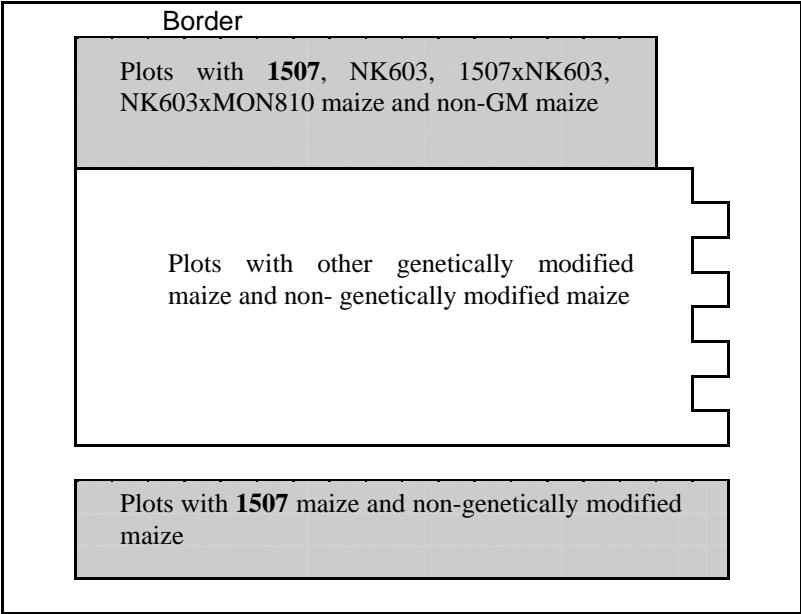 Border
Plots with 1507, NK603, 1507xNK603,
NK603xMON810 maize and non-GM maize
Plots with other genetically modified
maize and non- genetically modified maize
Plots with 1507 maize and non-genetically modified
maize